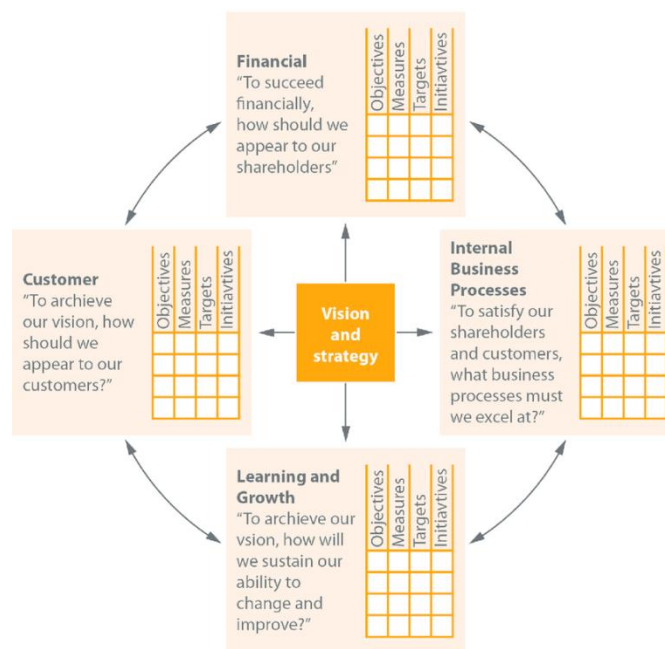 Financial
“To succeed
financially,
how should we
appear to our
shareholders”
Objectives
Measures
Targets
Initiavtives
Customer
“To archieve
our vision, how
should we
appear to our
customers?”
Objectives
Measures
Targets
Initiavtives
Vision
and
strategy
Internal
Business
Processes
“To satisfy our
shareholders
and customers,
what business
processes must
we excel at?”
Objectives
Measures
Targets
Initiavtives
Learning and
Growth
“To archieve our
vsion, how will
we sustain our
ability to
change and
improve?”
Objectives
Measures
Targets
Initiavtives